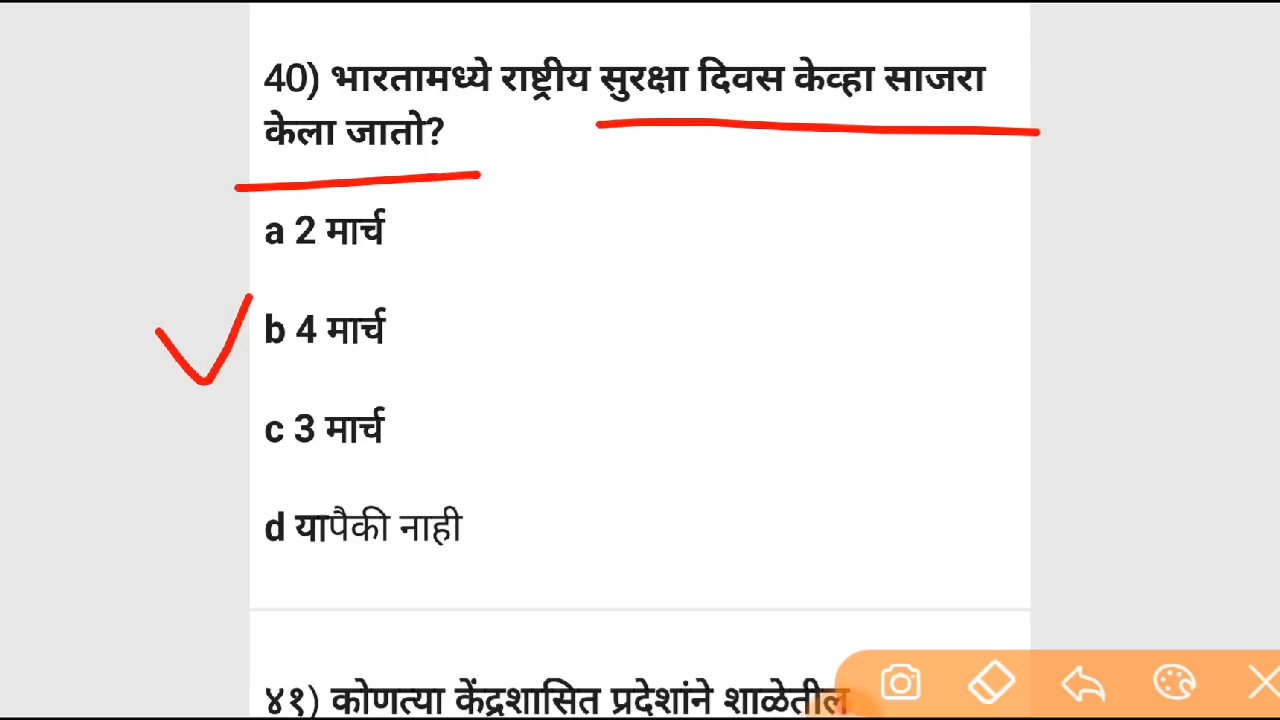 40) भारतामध्ये राष्ट्रीय सुरक्षा दिवस केव्हा साजरा
केला जातो?
a 2 मार्च
b 4 मार्च
c 3 मार्च
d यापैकी नाही
४१) कोणत्या केंद्रशासित प्रदेशांने शाळेतील